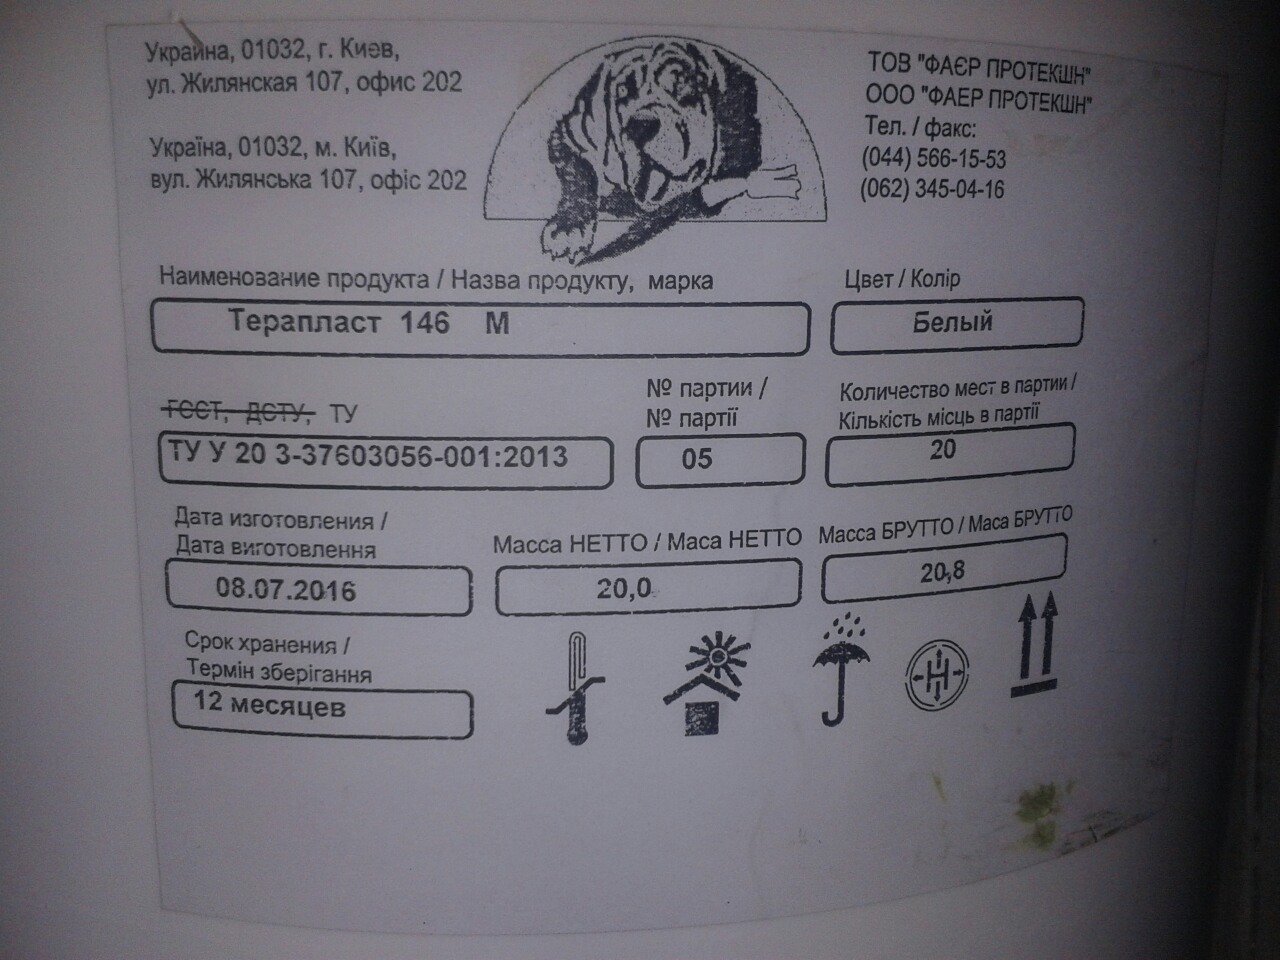 Украина, 01032, г. Киев,
ул. Жилянская 107, офис 202
Україна, 01032, м. Київ,
вул. Жилянська 107, офіс 202
ТОВ "ФАЄР ПРОТЕКШН"
ООО "ФАЕР ПРОТЕКШН"
Тел. / факс:
(044) 566-15-53
(062) 345-04-16
Наименование продукта / Назва продукту, марка
Терапласт 146 М
Цвет / Колір
Белый
ГОСТ, ДСТУ, ТУ
ТУ У 20 3-37603056-001:2013
№ партии /
№ партії
05
Количество мест в партии /
Кількість місць в партії
20
Дата изготовления /
Дата виготовлення
08.07.2016
Масса НЕТТО / Маса НЕТТО
20,0
Масса БРУТТО / Маса БРУТТО
20,8
Срок хранения /
Термін зберігання
12 месяцев